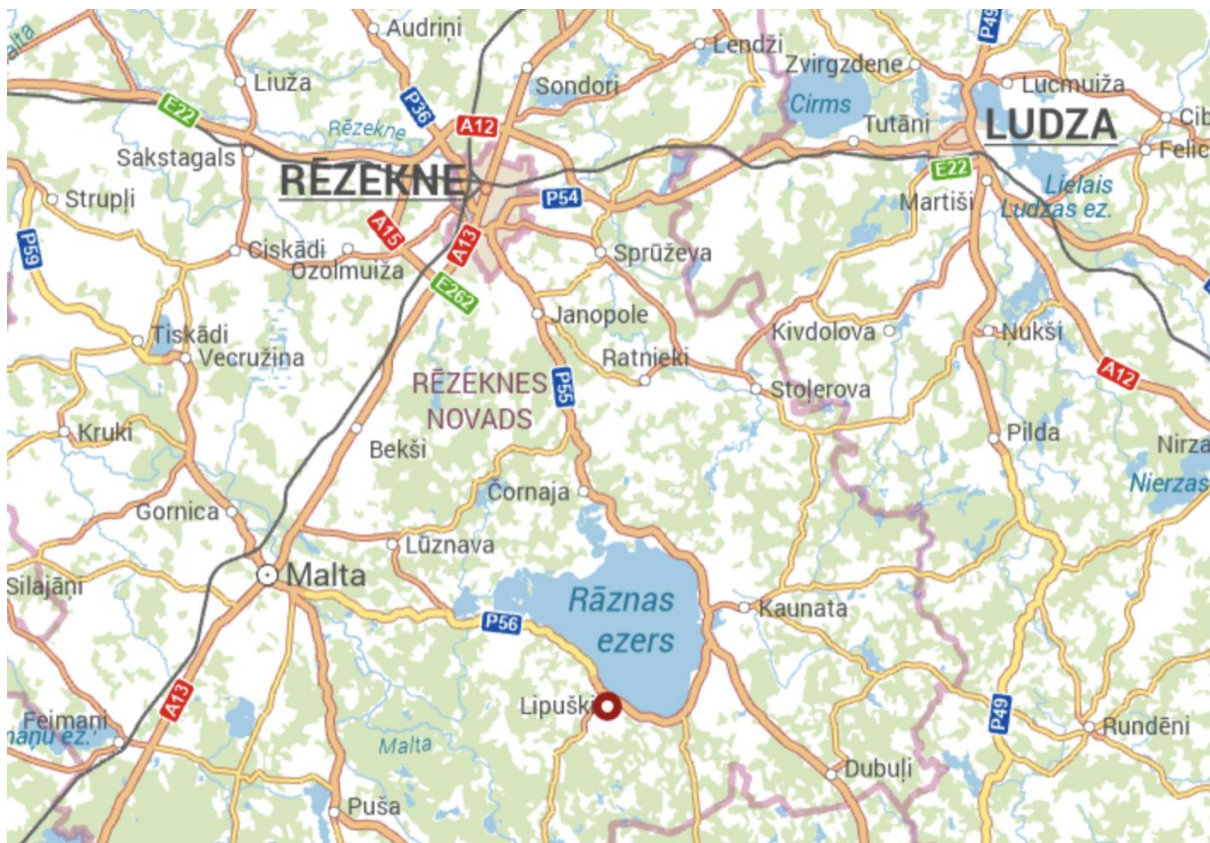 Audriņi
Lendži
P49
Liuža
Sondori
Zvirgzdene
Lucmuiža
E22
P36
A12
Cirms
Rēzekne
Tutāni
LUDZA
Sakstagals
RĒZEKNE
E22
Strupļi
P54
Martiši
Lielais
Ludzas ez.
A15
A13
P59
Ciskādi
Ozolmuiža
Sprūževa
E262
Janopole
Tiskādi
Kivdolova
Ņukši
Vecružina
Ratnieki
RĒZEKNES
NOVADS
P55
A12
Stoļerova
Kruki
Bekši
Pilda
Nirza
Čornaja
Nierzas
Gornica
Lūznava
Malta
Silajāņi
Rāznas
ezers
Kaunata
P56
A13
Lipuški
P49
Feimaņi
Rundēni
Malta
Dubuļi
Puša